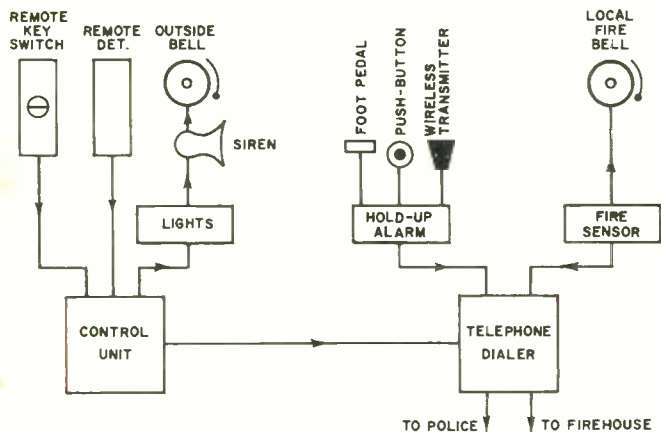 REMOTE
KEY
SWITCH
REMOTE
DET.
OUTSIDE
BELL
SIREN
LIGHTS
CONTROL
UNIT
FOOT PEDAL
PUSH-BUTTON
WIRELESS
TRANSMITTER
HOLD-UP
ALARM
LOCAL
FIRE
BELL
FIRE
SENSOR
TELEPHONE
DIALER
TO POLICE
TO FIREHOUSE